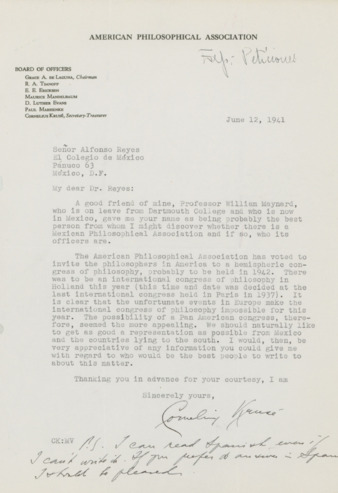 AMERICAN PHILOSOPHICAL ASSOCIATION
BOARD OF OFFICERS
Grace A. de Laguna, Chairman
R. A. Tsanoff
E. E. Ericksen
Maurice Mandelbaum
D. Luther Evans
Paul Marhenke
Cornelius Krusé, Secretary-Treasurer
June 12, 1941
Señor Alfonso Reyes
El Colegio de México
Pánuco 63
México, D.F.
My dear Dr. Reyes:
A good friend of mine, Professor William Maynard,
who is on leave from Dartmouth College and who is now
in Mexico, gave me your name as being probably the best
person from whom I might discover whether there is a
Mexican Philosophical Association and if so, who its
officers are.
The American Philosophical Association has voted to
invite the philosophers in America to a hemispheric con-
gress of philosophy, probably to be held in 1942. There
was to be an international congress of philosophy in
Holland this year (this time and date was decided at the
last international congress held in Paris in 1937). It
is clear that the unfortunate events in Europe make the
international congress of philosophy impossible for this
year. The possibility of a Pan American congress, there-
fore, seemed the more appealing. We should naturally like
to get as good a representation as possible from Mexico
and the countries lying to the south. I would, then, be
very appreciative of any information you could give me
with regard to who would be the best people to write to
about this matter.
Thanking you in advance for your courtesy, I am
Sincerely yours,
Cornelius Krusé
P.S. I can read Spanish even if
I can't write it. If you prefer to answer in Spanish
I should be pleased.